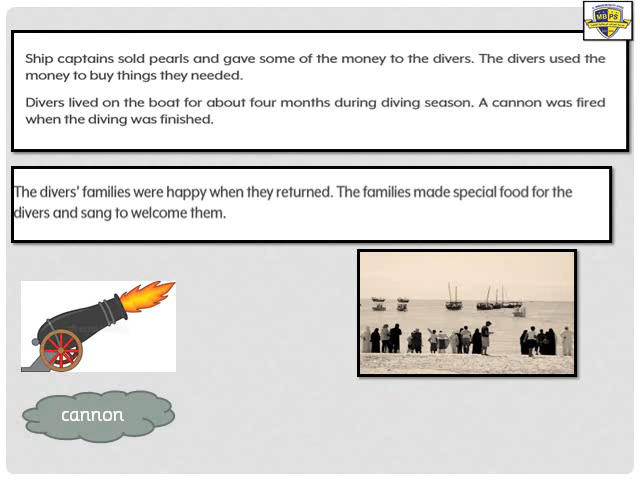 MB PS
Ship captains sold pearls and gave some of the money to the divers. The divers used the
money to buy things they needed.
Divers lived on the boat for about four months during diving season. A cannon was fired
when the diving was finished.
The divers' families were happy when they returned. The families made special food for the
divers and sang to welcome them.
cannon